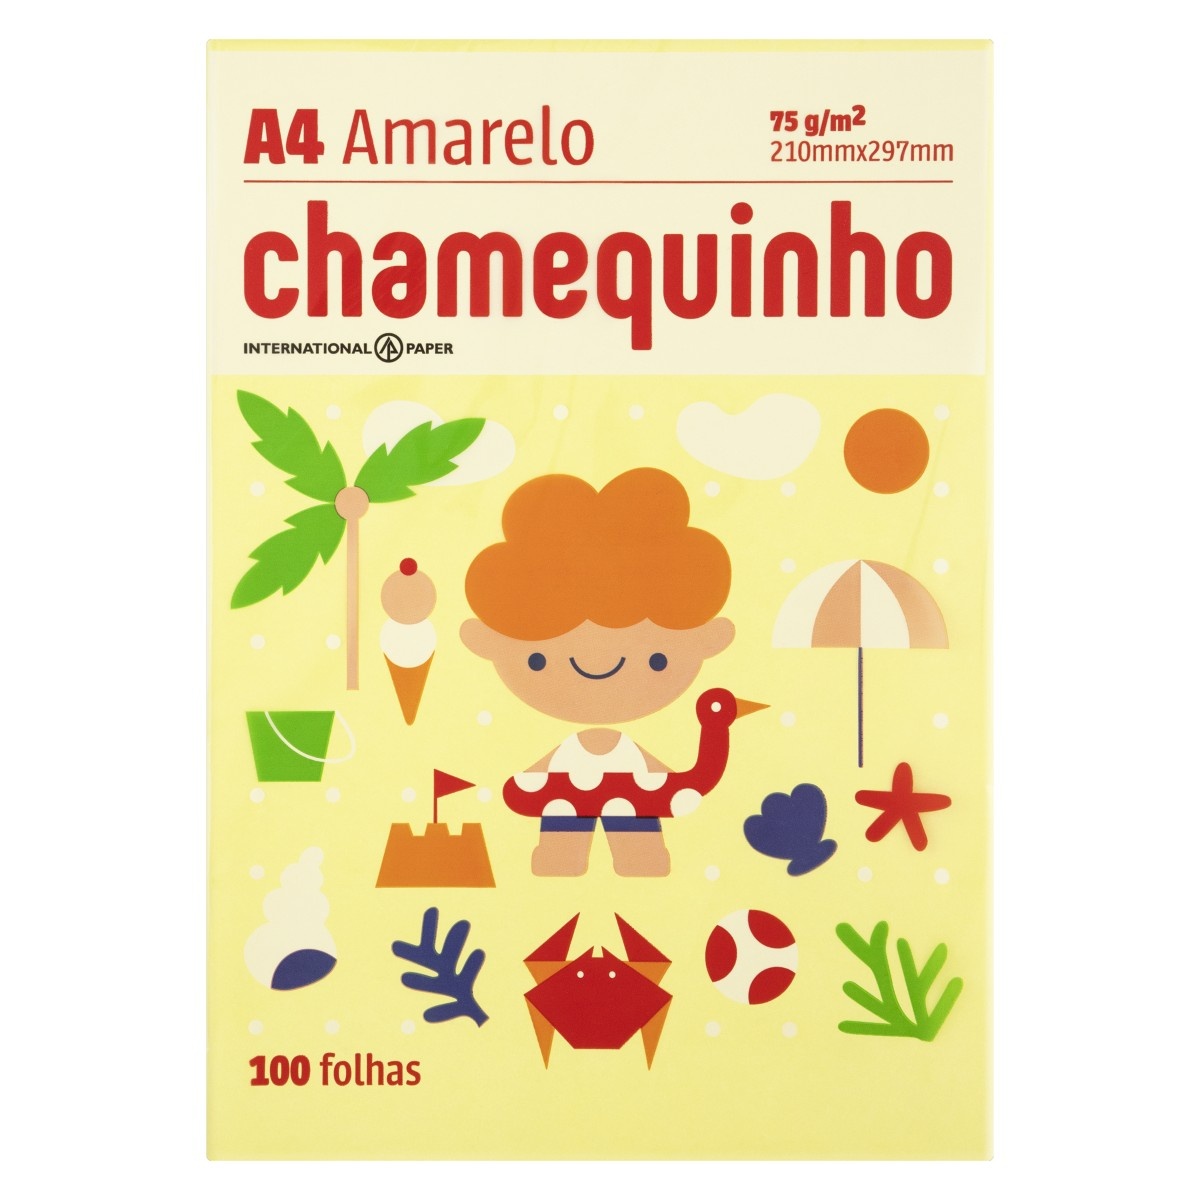 A4 Amarelo
75 g/m²
210mmx297mm
chamequinho
INTERNATIONAL PAPER
100 folhas